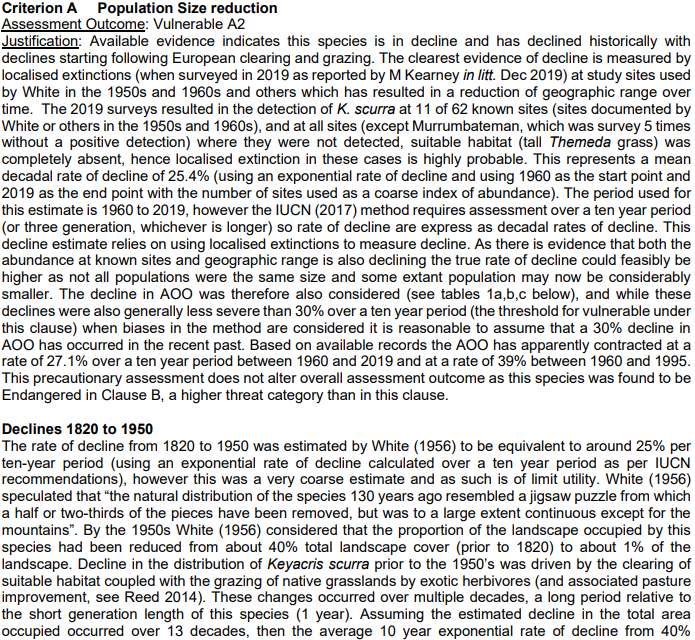 Criterion A Population Size reduction
Assessment Outcome: Vulnerable A2
Justification: Available evidence indicates this species is in decline and has declined historically with
declines starting following European clearing and grazing. The clearest evidence of decline is measured by
localised extinctions (when surveyed in 2019 as reported by M Kearney in litt. Dec 2019) at study sites used
by White in the 1950s and 1960s and others which has resulted in a reduction of geographic range over
time. The 2019 surveys resulted in the detection of K. scurra at 11 of 62 known sites (sites documented by
White or others in the 1950s and 1960s), and at all sites (except Murrumbateman, which was survey 5 times
without a positive detection) where they were not detected, suitable habitat (tall Themeda grass) was
completely absent, hence localised extinction in these cases is highly probable. This represents a mean
decadal rate of decline of 25.4% (using an exponential rate of decline and using 1960 as the start point and
2019 as the end point with the number of sites used as a coarse index of abundance). The period used for
this estimate is 1960 to 2019, however the IUCN (2017) method requires assessment over a ten year period
(or three generation, whichever is longer) so rate of decline are express as decadal rates of decline. This
decline estimate relies on using localised extinctions to measure decline. As there is evidence that both the
abundance at known sites and geographic range is also declining the true rate of decline could feasibly be
higher as not all populations were the same size and some extant population may now be considerably
smaller. The decline in AOO was therefore also considered (see tables 1a,b,c below), and while these
declines were also generally less severe than 30% over a ten year period (the threshold for vulnerable under
this clause) when biases in the method are considered it is reasonable to assume that a 30% decline in
AOO has occurred in the recent past. Based on available records the AOO has apparently contracted at a
rate of 27.1% over a ten year period between 1960 and 2019 and at a rate of 39% between 1960 and 1995.
This precautionary assessment does not alter overall assessment outcome as this species was found to be
Endangered in Clause B, a higher threat category than in this clause.
Declines 1820 to 1950
The rate of decline from 1820 to 1950 was estimated by White (1956) to be equivalent to around 25% per
ten-year period (using an exponential rate of decline calculated over a ten year period as per IUCN
recommendations), however this was a very coarse estimate and as such is of limit utility. White (1956)
speculated that “the natural distribution of the species 130 years ago resembled a jigsaw puzzle from which
a half or two-thirds of the pieces have been removed, but was to a large extent continuous except for the
mountains”. By the 1950s White (1956) considered that the proportion of the landscape occupied by this
species had been reduced from about 40% total landscape cover (prior to 1820) to about 1% of the
landscape. Decline in the distribution of Keyacris scurra prior to the 1950’s was driven by the clearing of
suitable habitat coupled with the grazing of native grasslands by exotic herbivores (and associated pasture
improvement, see Reed 2014). These changes occurred over multiple decades, a long period relative to
the short generation length of this species (1 year). Assuming the estimated decline in the total area
occupied occurred over 13 decades, then the average 10 year exponential rate of decline from 40%